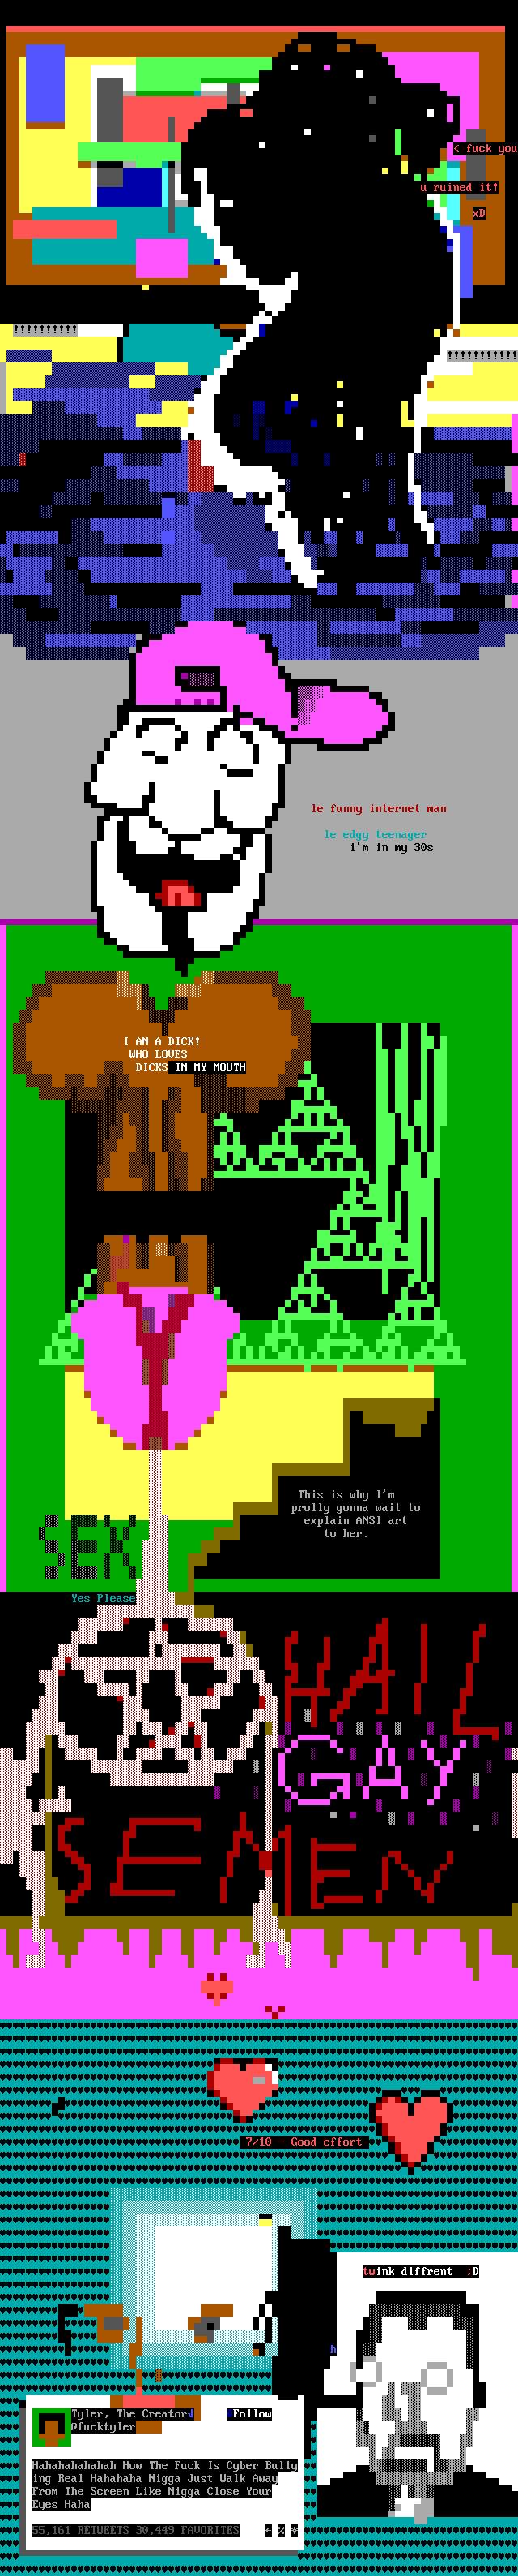 < fuck you
u ruined it!
xD
!!!!!!!!!!
!!!!!!!!!!!
le funny internet man
le edgy teenager
i'm in my 30s
I AM A DICK!
WHO LOVES
DICKS IN MY MOUTH
This is why I'm
prolly gonna wait to
explain ANSI art
to her.
SEX
Yes Please
HAIL
GAY
SEMEN
7/10 - Good effort
twink diffrent ;D
h
Tyler, The Creator√ Follow
@fucktyler
Hahahahahahah How The Fuck Is Cyber Bully
ing Real Hahahaha Nigga Just Walk Away
From The Screen Like Nigga Close Your
Eyes Haha
55,161 RETWEETS 30,449 FAVORITES